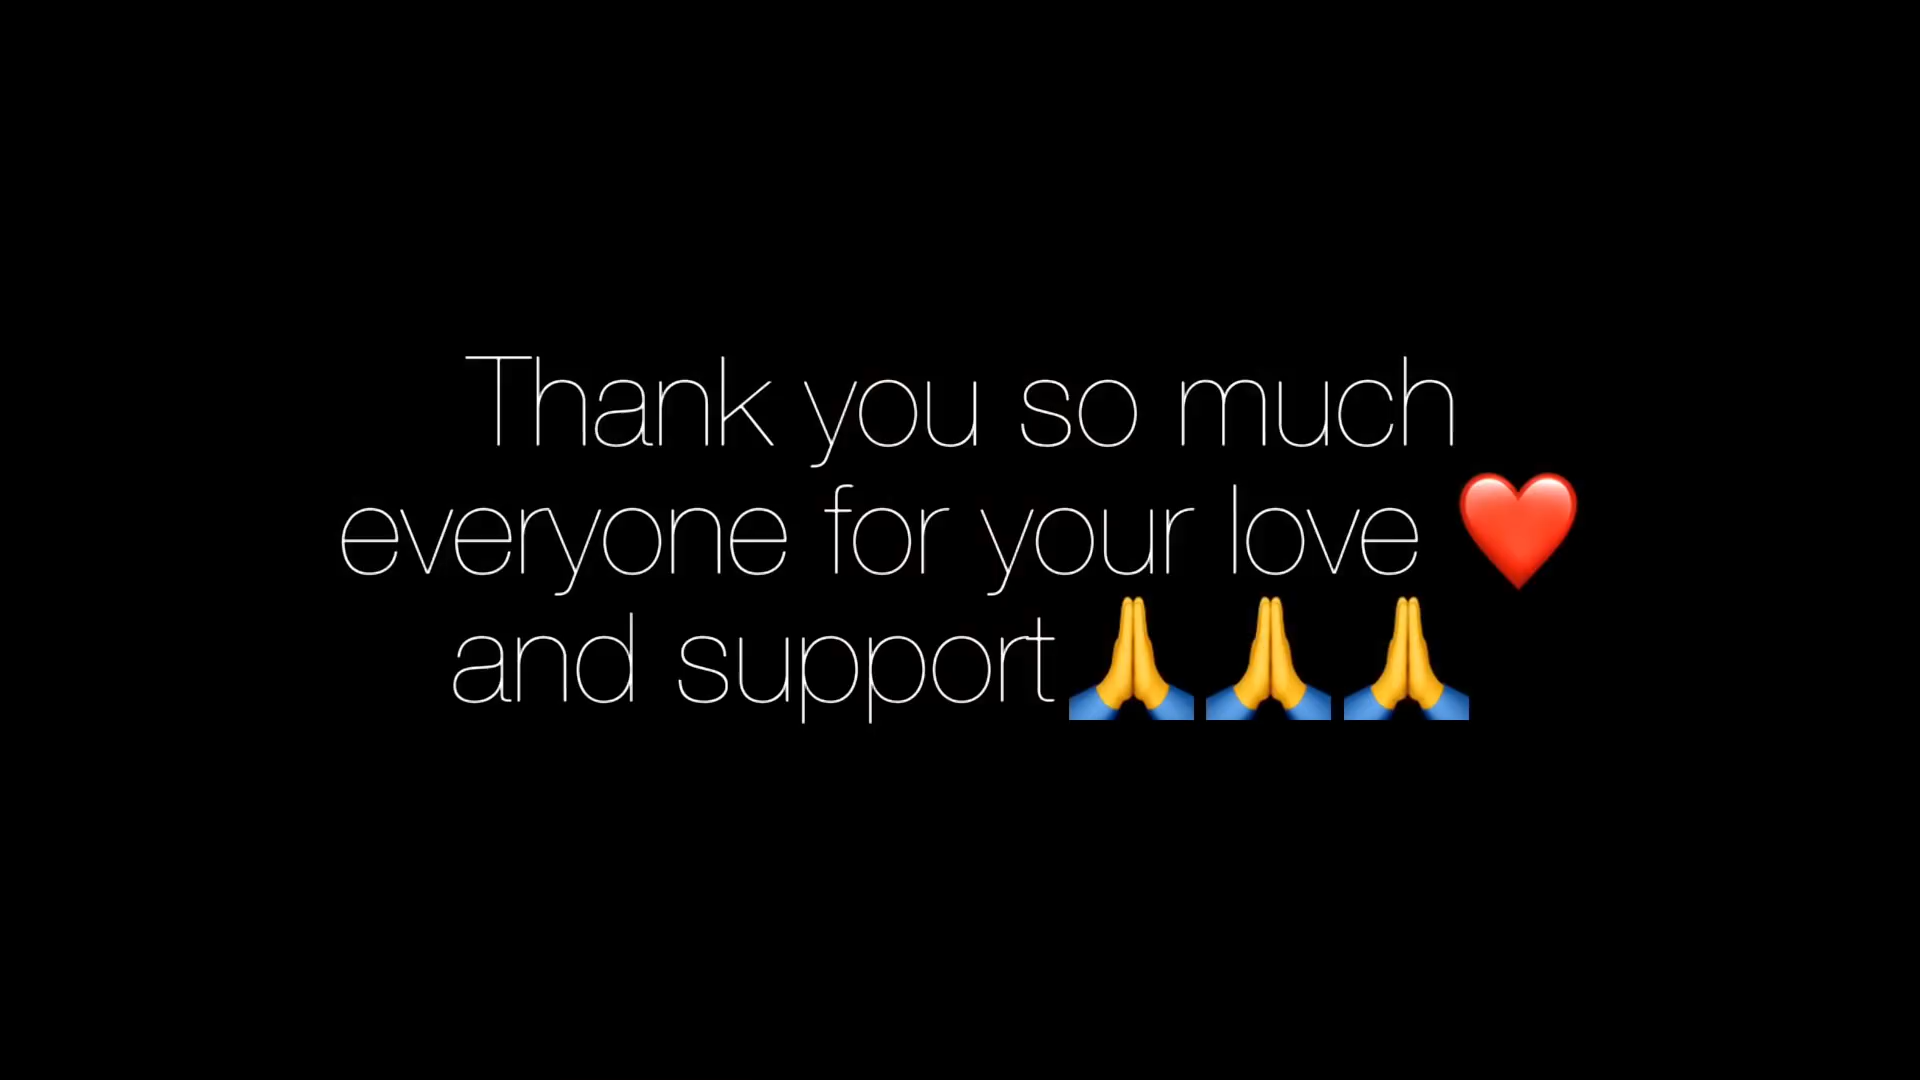 Thank you so much
everyone for your love ❤️
and support🙏🙏🙏